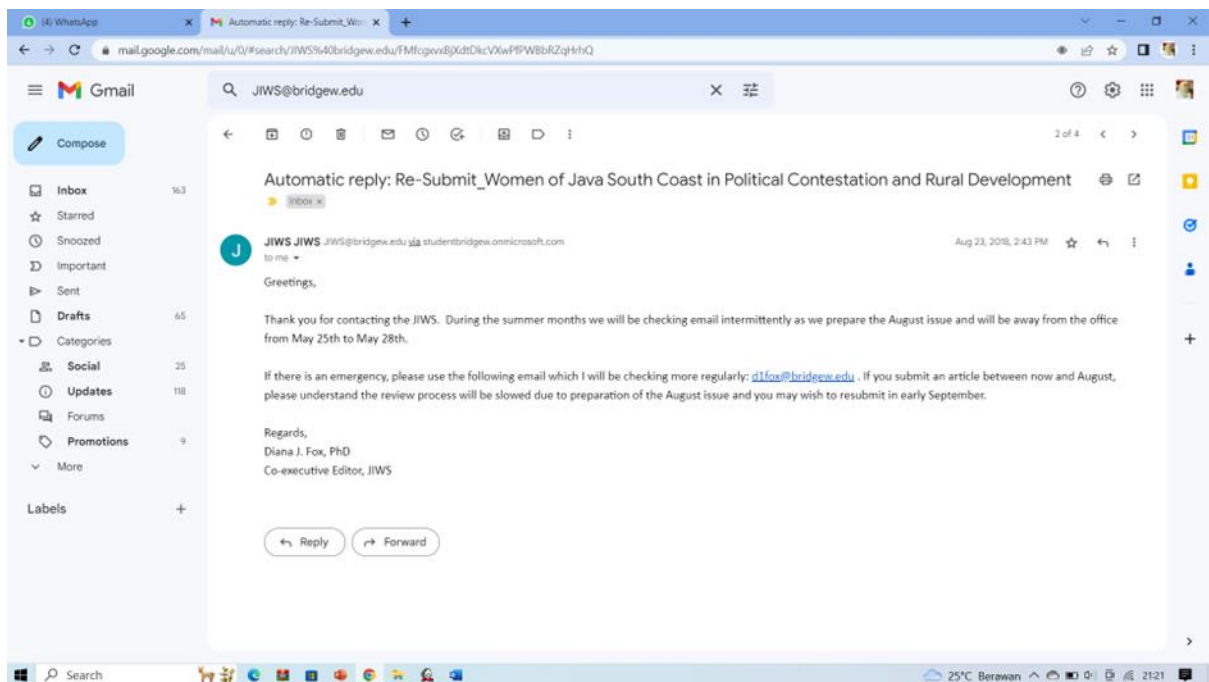 (4) WhatsApp
Automatic reply: Re-Submit_Wom
mail.google.com/mail/u/0/#search/JIWS%40bridgew.edu/
Gmail
JIWS@bridgew.edu
Compose
2 of 4
Inbox 163
Starred
Snoozed
Important
Sent
Drafts 65
Categories
Social 25
Updates 118
Forums
Promotions 9
More
Labels
Automatic reply: Re-Submit_Women of Java South Coast in Political Contestation and Rural Development
Inbox x
J
JIWS JIWS JIWS@bridgew.edu via studentbridgew.onmicrosoft.com
Aug 23, 2018, 2:43 PM
to me
Greetings,
Thank you for contacting the JIWS. During the summer months we will be checking email intermittently as we prepare the August issue and will be away from the office
from May 25th to May 28th.
If there is an emergency, please use the following email which I will be checking more regularly: d1fox@bridgew.edu . If you submit an article between now and August,
please understand the review process will be slowed due to preparation of the August issue and you may wish to resubmit in early September.
Regards,
Diana J. Fox, PhD
Co-executive Editor, JIWS
Reply
Forward
Search
25°C Berawan
21:21